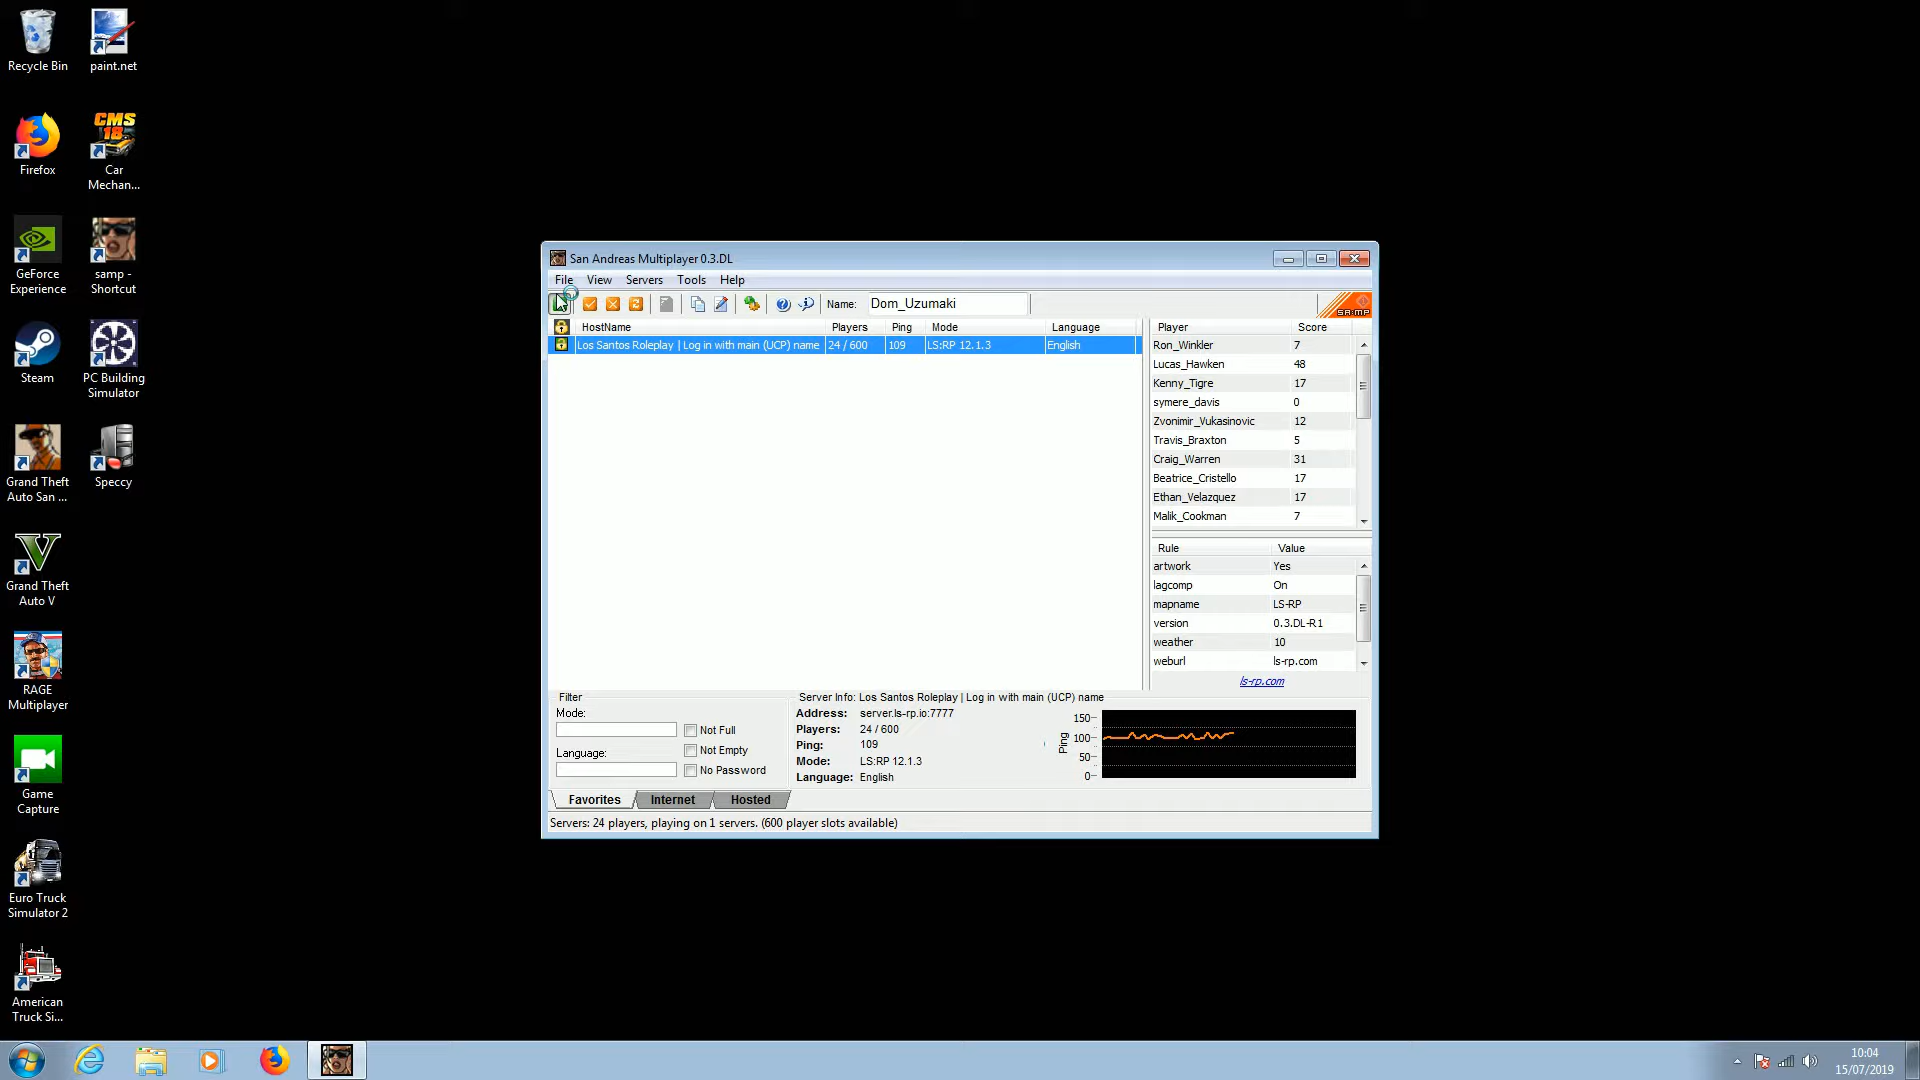 Recycle Bin
paint.net
Firefox
CMS
18
Car
Mechan...
GeForce
Experience
samp -
Shortcut
Steam
PC Building
Simulator
Grand Theft
Auto San ...
Speccy
Grand Theft
Auto V
RAGE
Multiplayer
Game
Capture
Euro Truck
Simulator 2
American
Truck Si...
San Andreas Multiplayer 0.3.DL
File View Servers Tools Help
Name: Dom_Uzumaki
SA:MP
HostName Players Ping Mode Language
Los Santos Roleplay | Log in with main (UCP) name 24 / 600 109 LS:RP 12.1.3 English
Player Score
Ron_Winkler 7
Lucas_Hawken 48
Kenny_Tigre 17
symere_davis 0
Zvonimir_Vukasinovic 12
Travis_Braxton 5
Craig_Warren 31
Beatrice_Cristello 17
Ethan_Velazquez 17
Malik_Cookman 7
Rule Value
artwork Yes
lagcomp On
mapname LS-RP
version 0.3.DL-R1
weather 10
weburl ls-rp.com
ls-rp.com
Filter
Mode:
Language:
Not Full
Not Empty
No Password
Server Info: Los Santos Roleplay | Log in with main (UCP) name
Address: server.ls-rp.io:7777
Players: 24 / 600
Ping: 109
Mode: LS:RP 12.1.3
Language: English
Ping
150
100
50
0
Favorites Internet Hosted
Servers: 24 players, playing on 1 servers. (600 player slots available)
10:04
15/07/2019